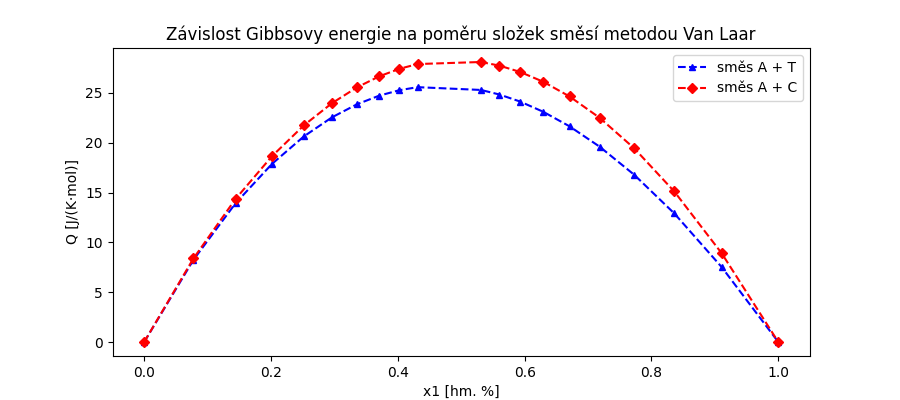 Závislost Gibbsovy energie na poměru složek směsí metodou Van Laar
směs A + T
směs A + C
25
20
15
10
5
0
Q [J/(K·mol)]
0.0 0.2 0.4 0.6 0.8 1.0
x1 [hm. %]